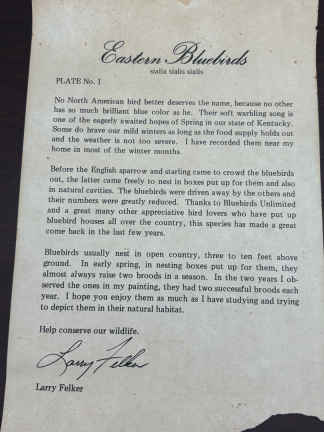 Eastern Bluebirds
sialia sialis sialis
PLATE No. I
No North American bird better deserves the name, because no other
has so much brilliant blue color as he. Their soft warbling song is
one of the eagerly awaited hopes of Spring in our state of Kentucky.
Some do brave our mild winters as long as the food supply holds out
and the weather is not too severe. I have recorded them near my
home in most of the winter months.
Before the English sparrow and starling came to crowd the bluebirds
out, the latter came freely to nest in boxes put up for them and also
in natural cavities. The bluebirds were driven away by the others and
their numbers were greatly reduced. Thanks to Bluebirds Unlimited
and a great many other appreciative bird lovers who have put up
bluebird houses all over the country, this species has made a great
come back in the last few years.
Bluebirds usually nest in open country, three to ten feet above
ground. In early spring, in nesting boxes put up for them, they
almost always raise two broods in a season. In the two years I ob-
served the ones in my painting, they had two successful broods each
year. I hope you enjoy them as much as I have studying and trying
to depict them in their natural habitat.
Help conserve our wildlife.
Larry Felker
Larry Felker